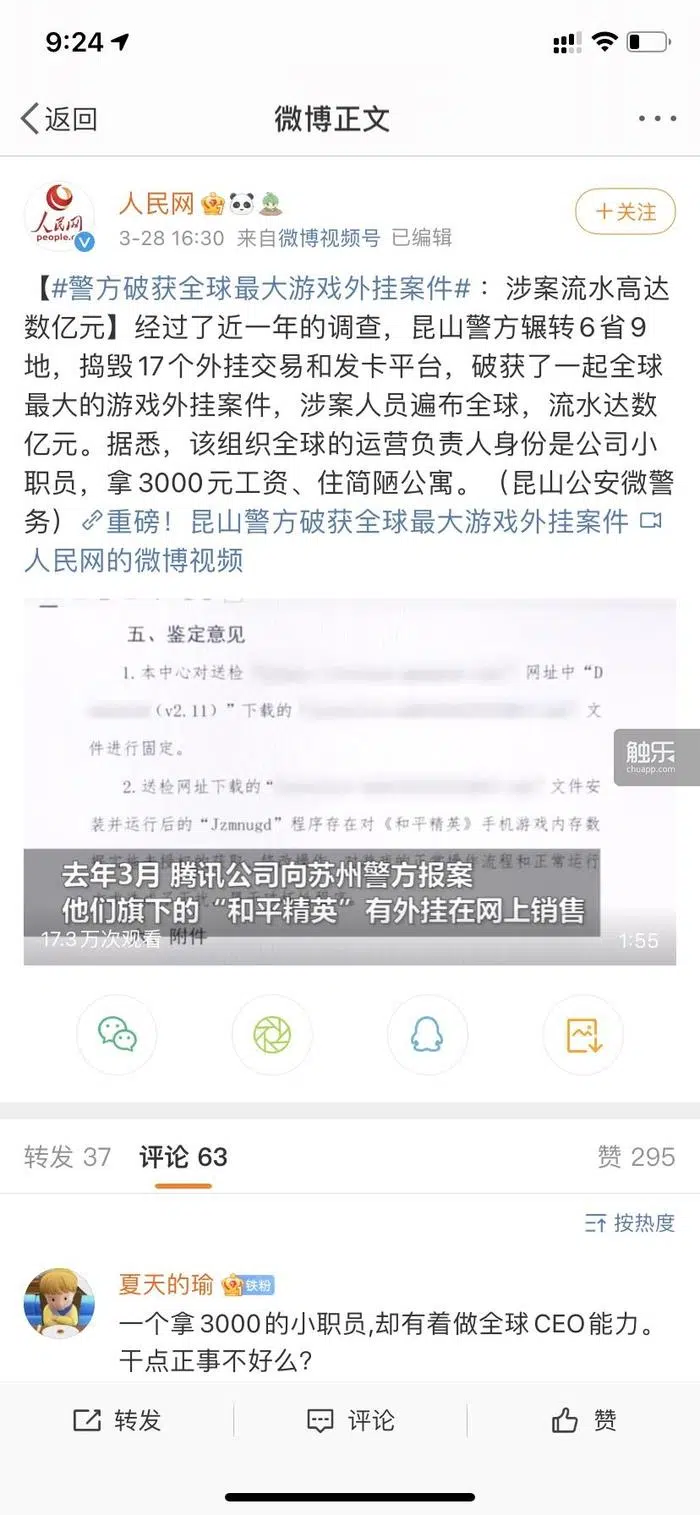 9:24
返回
微博正文
人民网
people.
人民网
3-28 16:30 来自微博视频号 已编辑
+关注
【#警方破获全球最大游戏外挂案件#：涉案流水高达
数亿元】经过了近一年的调查，昆山警方辗转6省9
地，捣毁17个外挂交易和发卡平台，破获了一起全球
最大的游戏外挂案件，涉案人员遍布全球，流水达数
亿元。据悉，该组织全球的运营负责人身份是公司小
职员，拿3000元工资、住简陋公寓。（昆山公安微警
务）重磅！昆山警方破获全球最大游戏外挂案件
人民网的微博视频
五、鉴定意见
1.本中心对送检 网址中“D
（v2.11）”下载的 文
件进行固定。
2.送检网址下载的“ 文件安
装并运行后的“Jzmnugd”程序存在对《和平精英》手机游戏内存数
触乐
chuapp.com
去年3月 腾讯公司向苏州警方报案
他们旗下的“和平精英”有外挂在网上销售
17.3万次观看 附件 1:55
转发 37 评论 63 赞 295
按热度
夏天的瑜 铁粉
一个拿3000的小职员,却有着做全球CEO能力。
干点正事不好么?
转发 评论 赞